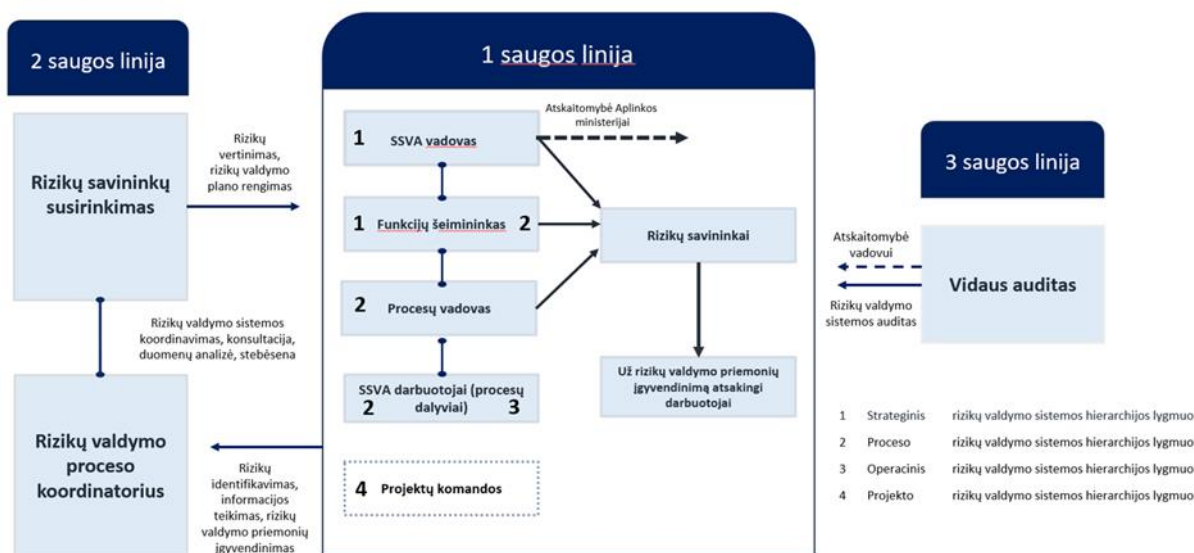 2 saugos linija
Rizikų savininkų
susirinkimas
Rizikų
vertinimas,
rizikų valdymo
plano rengimas
Rizikų valdymo sistemos
koordinavimas, konsultacija,
duomenų analizė, stebėsena
Rizikų valdymo
proceso
koordinatorius
Rizikų
identifikavimas,
informacijos
teikimas, rizikų
valdymo priemonių
įgyvendinimas
1 saugos linija
Atskaitomybė Aplinkos
ministerijai
1 SSVA vadovas
1 Funkcijų šeimininkas 2
2 Procesų vadovas
SSVA darbuotojai (procesų
2 dalyviai) 3
4 Projektų komandos
Rizikų savininkai
Už rizikų valdymo priemonių
įgyvendinimą atsakingi
darbuotojai
3 saugos linija
Atskaitomybė
vadovui
Rizikų valdymo
sistemos auditas
Vidaus auditas
1 Strateginis rizikų valdymo sistemos hierarchijos lygmuo
2 Proceso rizikų valdymo sistemos hierarchijos lygmuo
3 Operacinis rizikų valdymo sistemos hierarchijos lygmuo
4 Projekto rizikų valdymo sistemos hierarchijos lygmuo